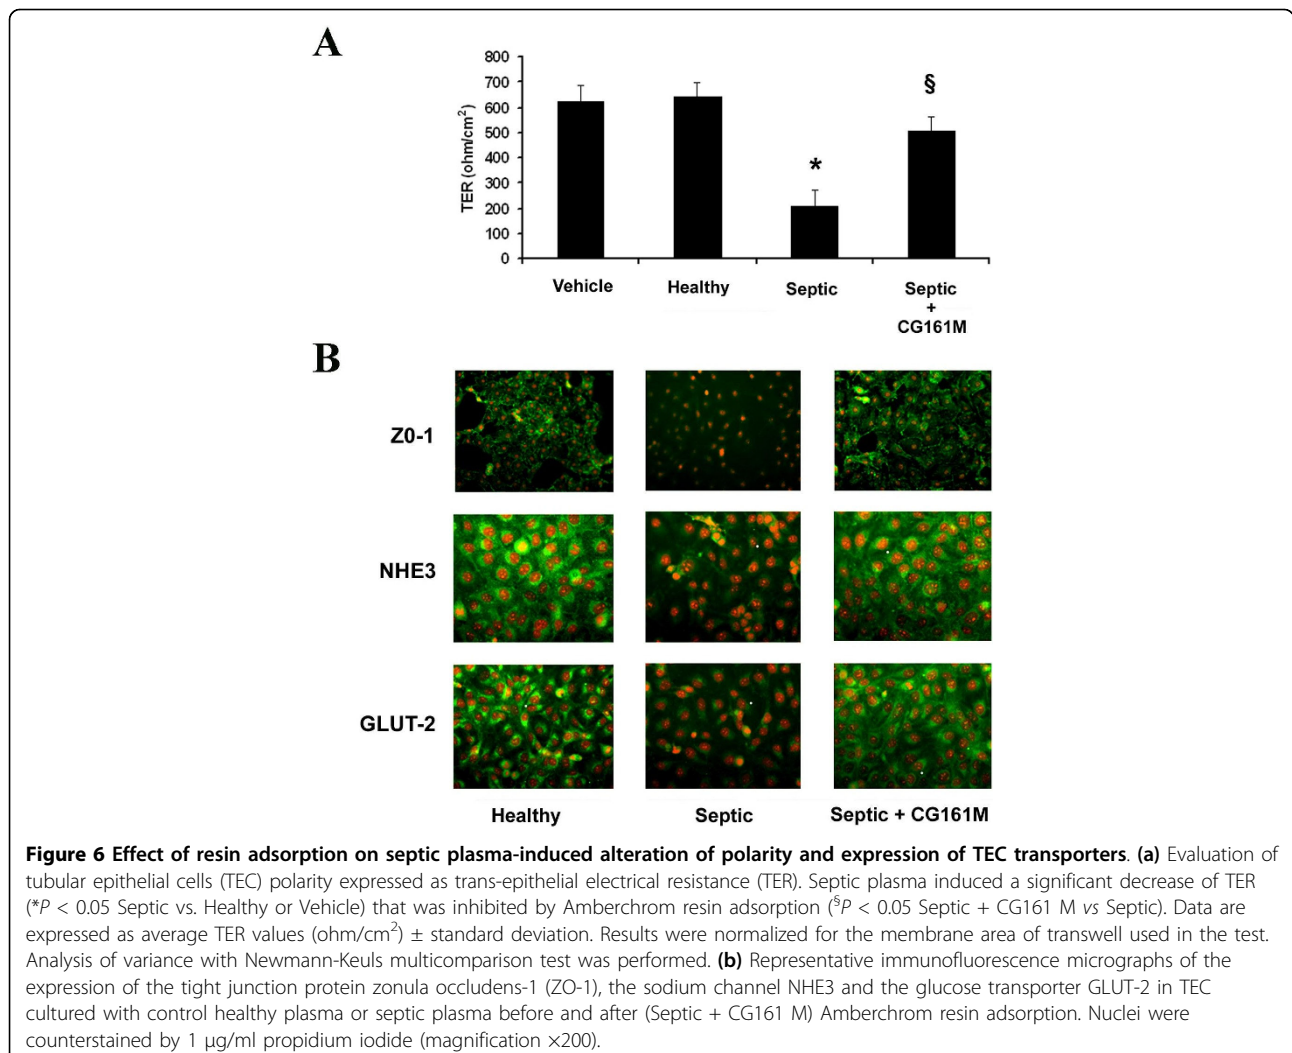 A
800
700
600
500
400
300
200
100
0
TER (ohm/cm²)
*
§
Vehicle
Healthy
Septic
Septic
+
CG161M
B
Z0-1
NHE3
GLUT-2
Healthy
Septic
Septic + CG161M
Figure 6 Effect of resin adsorption on septic plasma-induced alteration of polarity and expression of TEC transporters. (a) Evaluation of
tubular epithelial cells (TEC) polarity expressed as trans-epithelial electrical resistance (TER). Septic plasma induced a significant decrease of TER
(*P < 0.05 Septic vs. Healthy or Vehicle) that was inhibited by Amberchrom resin adsorption (§P < 0.05 Septic + CG161 M vs Septic). Data are
expressed as average TER values (ohm/cm²) ± standard deviation. Results were normalized for the membrane area of transwell used in the test.
Analysis of variance with Newmann-Keuls multicomparison test was performed. (b) Representative immunofluorescence micrographs of the
expression of the tight junction protein zonula occludens-1 (ZO-1), the sodium channel NHE3 and the glucose transporter GLUT-2 in TEC
cultured with control healthy plasma or septic plasma before and after (Septic + CG161 M) Amberchrom resin adsorption. Nuclei were
counterstained by 1 μg/ml propidium iodide (magnification ×200).